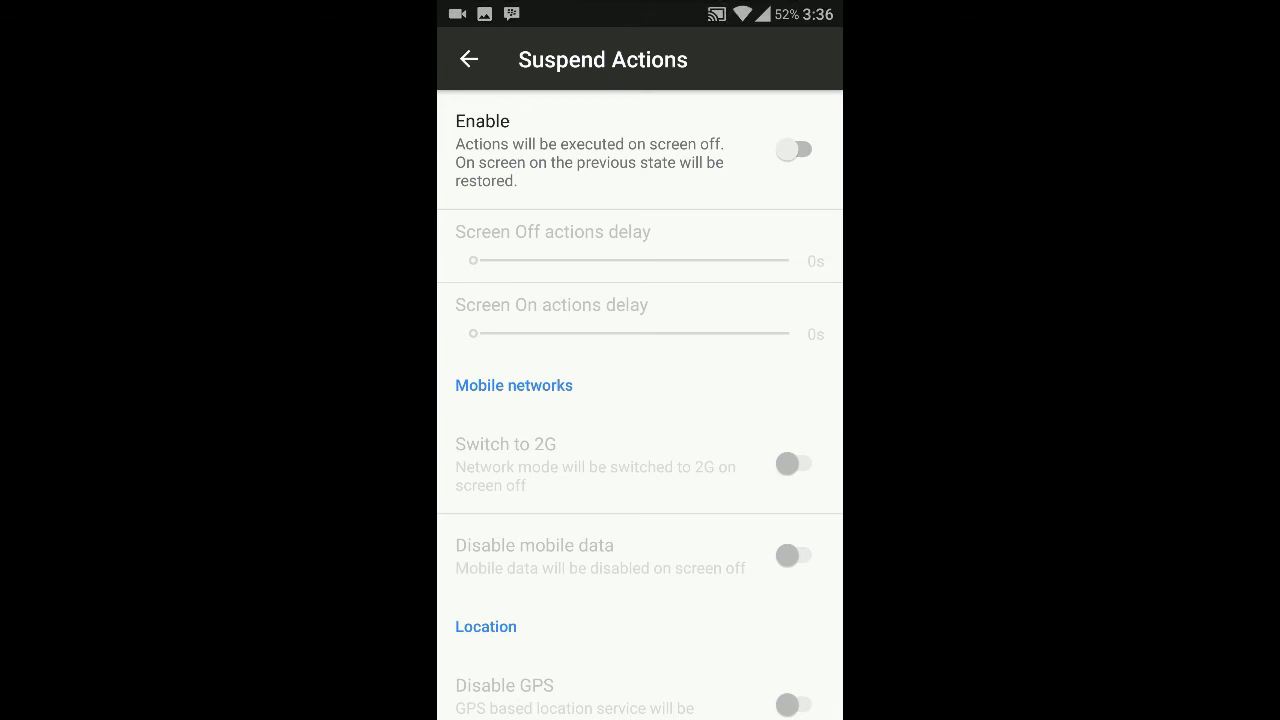 52% 3:36
Suspend Actions
Enable
Actions will be executed on screen off.
On screen on the previous state will be
restored.
Screen Off actions delay
0s
Screen On actions delay
0s
Mobile networks
Switch to 2G
Network mode will be switched to 2G on
screen off
Disable mobile data
Mobile data will be disabled on screen off
Location
Disable GPS
GPS based location service will be